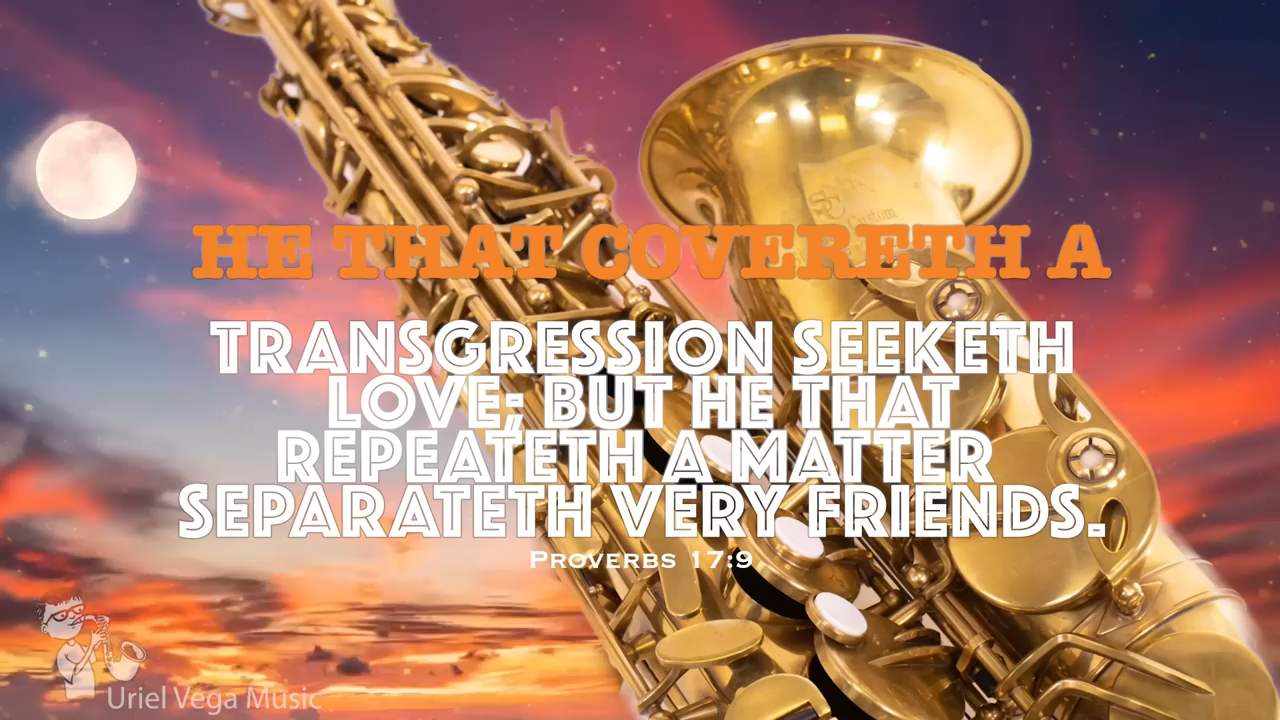 HE THAT COVERETH A
TRANSGRESSION SEEKETH
LOVE; BUT HE THAT
REPEATETH A MATTER
SEPARATETH VERY FRIENDS.
PROVERBS 17:9
Custom
Uriel Vega Music